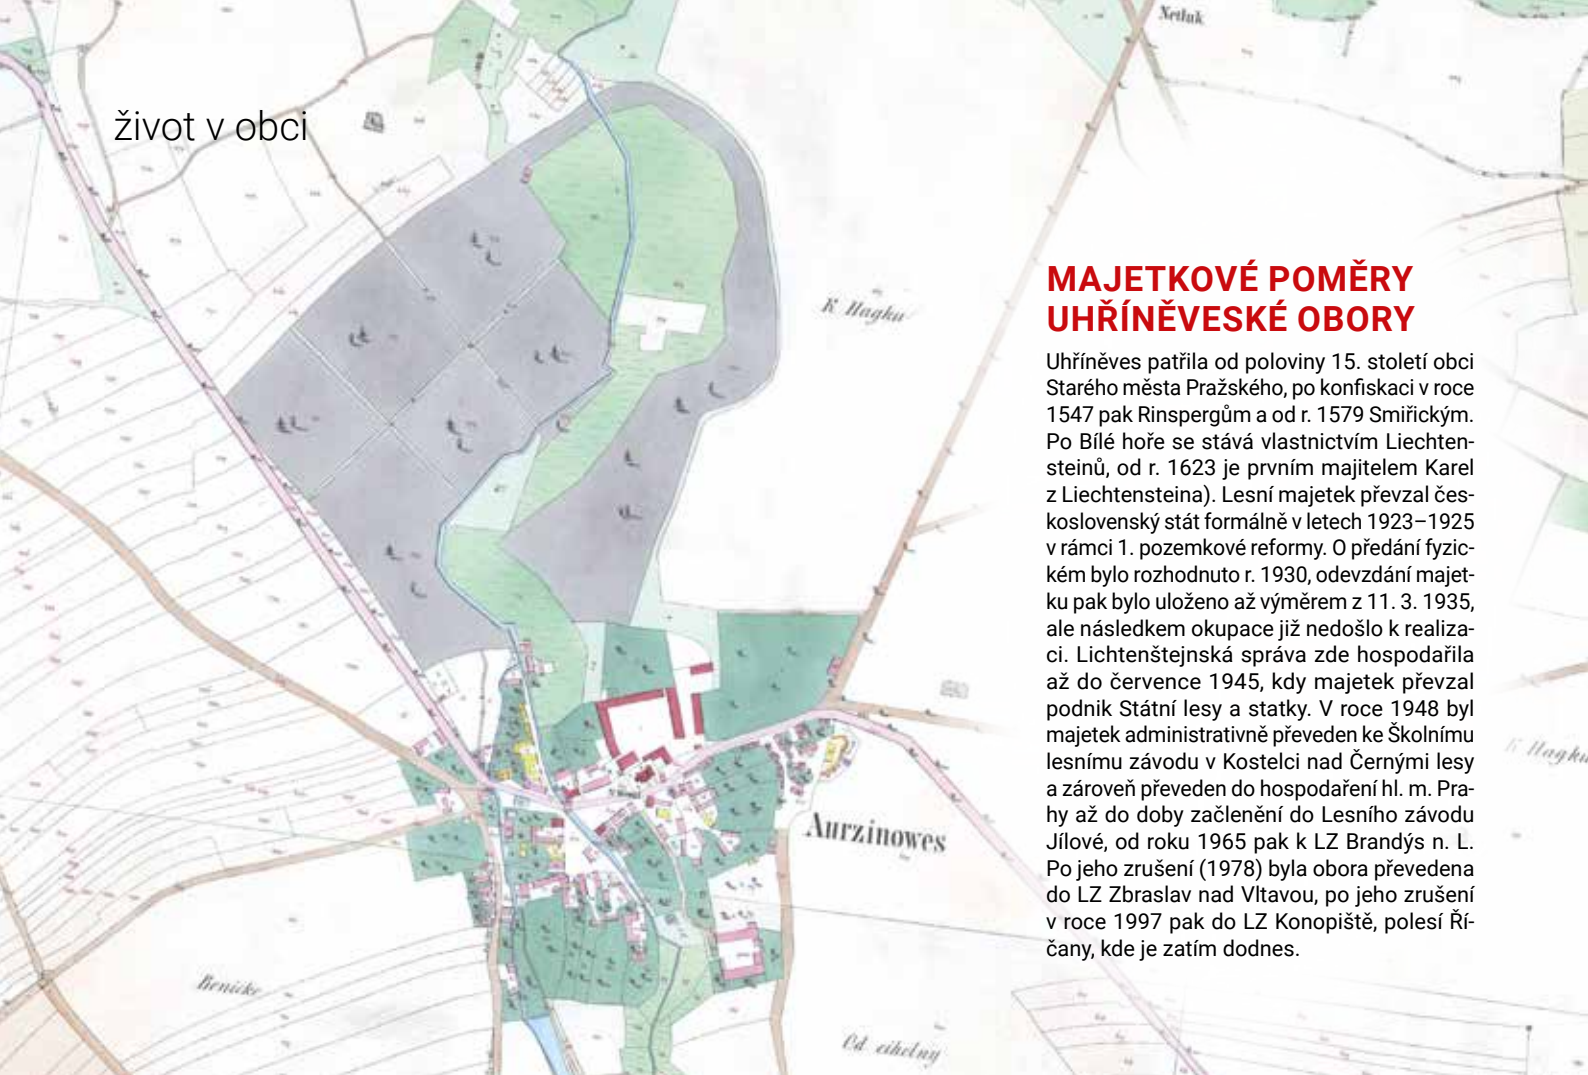 Netluk
život v obci
K Hagku
MAJETKOVÉ POMĚRY
UHŘÍNĚVESKÉ OBORY
Uhříněves patřila od poloviny 15. století obci
Starého města Pražského, po konfiskaci v roce
1547 pak Rinspergům a od r. 1579 Smiřickým.
Po Bílé hoře se stává vlastnictvím Liechten-
steinů, od r. 1623 je prvním majitelem Karel
z Liechtensteina). Lesní majetek převzal čes-
koslovenský stát formálně v letech 1923–1925
v rámci 1. pozemkové reformy. O předání fyzic-
kém bylo rozhodnuto r. 1930, odevzdání majet-
ku pak bylo uloženo až výměrem z 11. 3. 1935,
ale následkem okupace již nedošlo k realiza-
ci. Lichtenštejnská správa zde hospodařila
až do července 1945, kdy majetek převzal
podnik Státní lesy a statky. V roce 1948 byl
majetek administrativně převeden ke Školnímu
lesnímu závodu v Kostelci nad Černými lesy
a zároveň převeden do hospodaření hl. m. Pra-
hy až do doby začlenění do Lesního závodu
Jílové, od roku 1965 pak k LZ Brandýs n. L.
Po jeho zrušení (1978) byla obora převedena
do LZ Zbraslav nad Vltavou, po jeho zrušení
v roce 1997 pak do LZ Konopiště, polesí Ří-
čany, kde je zatím dodnes.
K Hagku
Aurzinowes
Benicke
Od cihelny